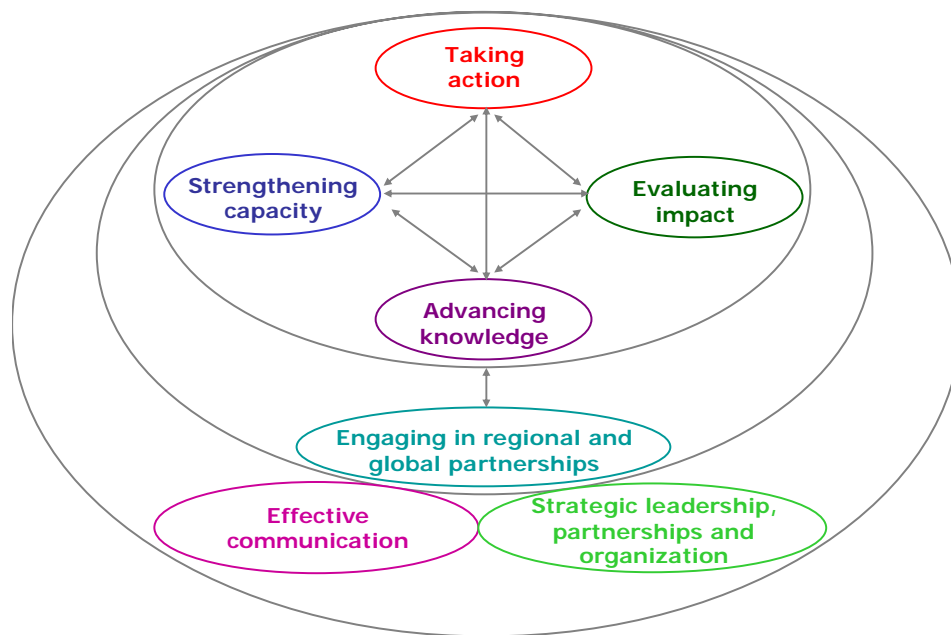 Taking
action
Strengthening
capacity
Evaluating
impact
Advancing
knowledge
Engaging in regional and
global partnerships
Effective
communication
Strategic leadership,
partnerships and
organization